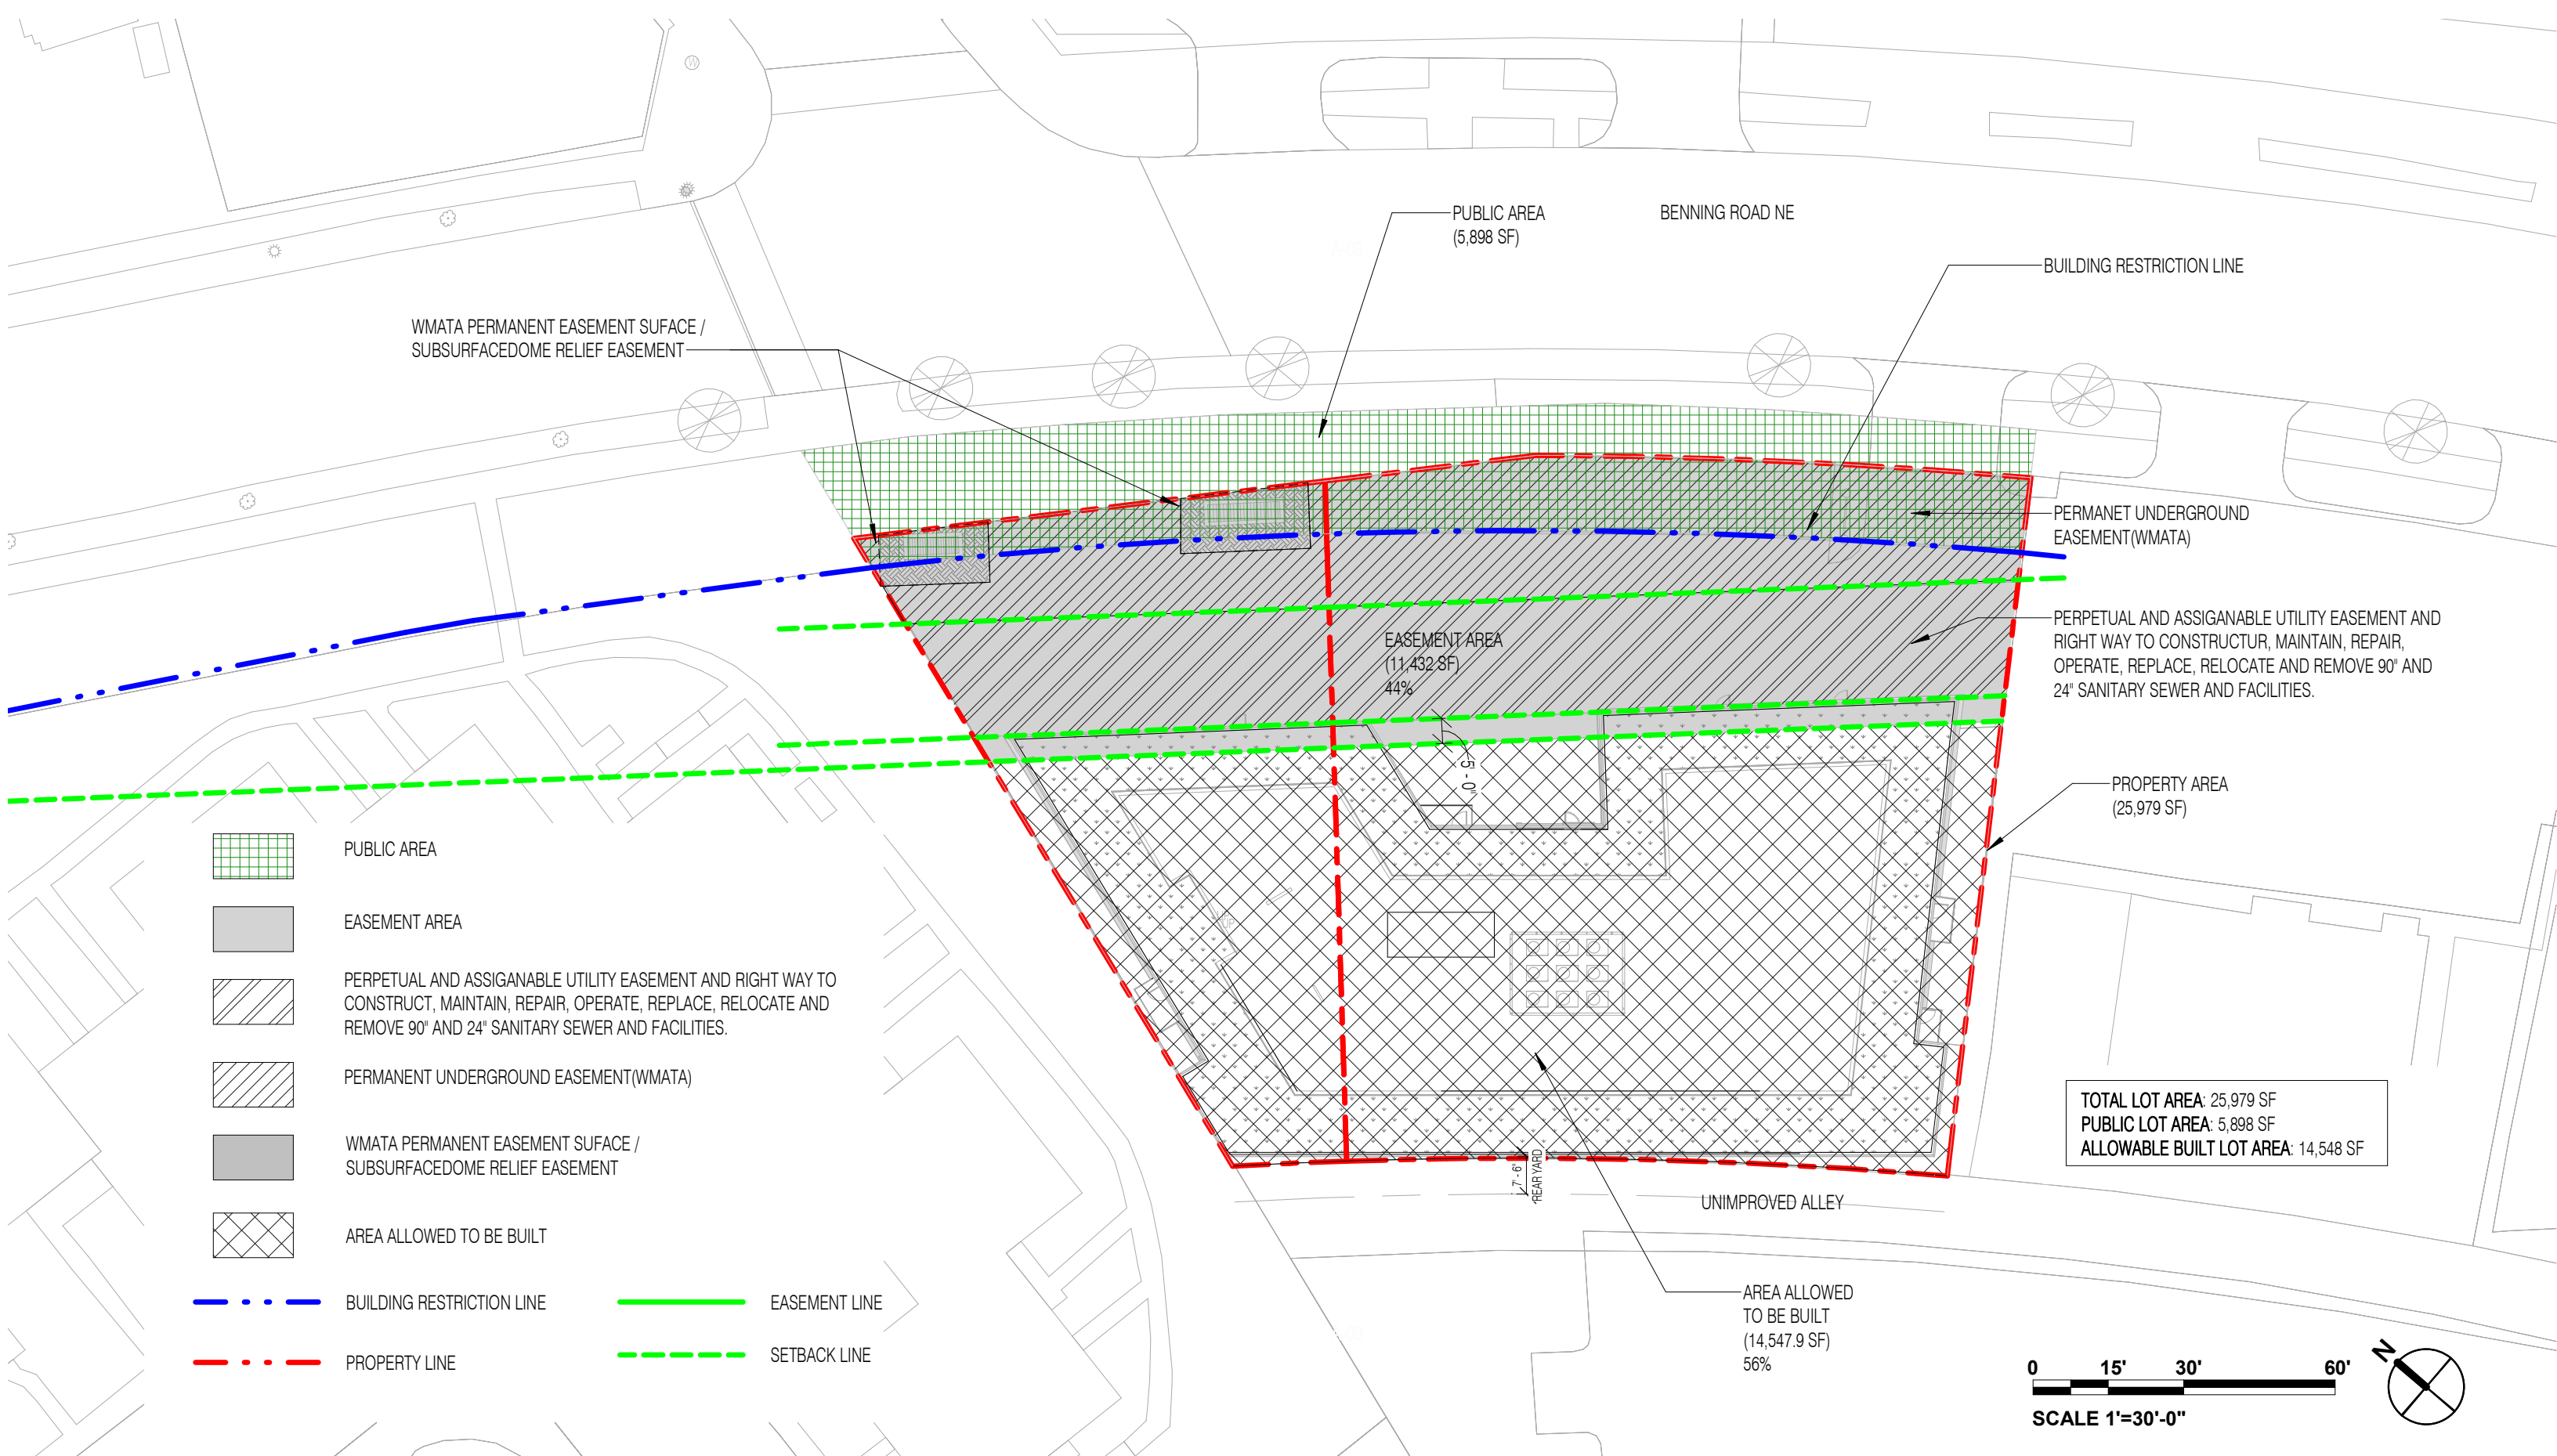 PUBLIC AREA
(5,898 SF)
BENNING ROAD NE
BUILDING RESTRICTION LINE
WMATA PERMANENT EASEMENT SUFACE /
SUBSURFACEDOME RELIEF EASEMENT
PERMANET UNDERGROUND
EASEMENT(WMATA)
PERPETUAL AND ASSIGANABLE UTILITY EASEMENT AND
RIGHT WAY TO CONSTRUCTUR, MAINTAIN, REPAIR,
OPERATE, REPLACE, RELOCATE AND REMOVE 90" AND
24" SANITARY SEWER AND FACILITIES.
EASEMENT AREA
(11,432 SF)
44%
5' - 0"
PROPERTY AREA
(25,979 SF)
UP
PUBLIC AREA
EASEMENT AREA
PERPETUAL AND ASSIGANABLE UTILITY EASEMENT AND RIGHT WAY TO
CONSTRUCT, MAINTAIN, REPAIR, OPERATE, REPLACE, RELOCATE AND
REMOVE 90" AND 24" SANITARY SEWER AND FACILITIES.
PERMANENT UNDERGROUND EASEMENT(WMATA)
WMATA PERMANENT EASEMENT SUFACE /
SUBSURFACEDOME RELIEF EASEMENT
AREA ALLOWED TO BE BUILT
BUILDING RESTRICTION LINE
EASEMENT LINE
PROPERTY LINE
SETBACK LINE
TOTAL LOT AREA: 25,979 SF
PUBLIC LOT AREA: 5,898 SF
ALLOWABLE BUILT LOT AREA: 14,548 SF
7' - 6"
REAR YARD
UNIMPROVED ALLEY
AREA ALLOWED
TO BE BUILT
(14,547.9 SF)
56%
0 15' 30' 60'
SCALE 1'=30'-0"
N
W